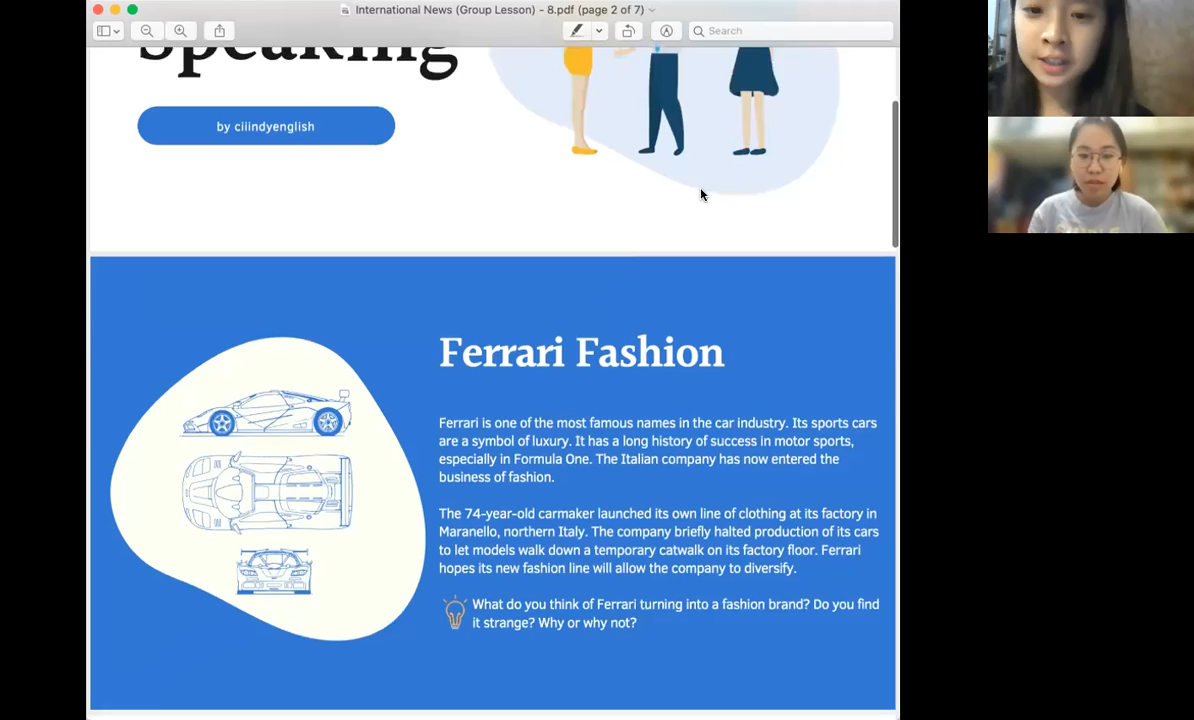 International News (Group Lesson) - 8.pdf (page 2 of 7)
Search
Speaking
by ciiindyenglish
Ferrari Fashion
Ferrari is one of the most famous names in the car industry. Its sports cars
are a symbol of luxury. It has a long history of success in motor sports,
especially in Formula One. The Italian company has now entered the
business of fashion.
The 74-year-old carmaker launched its own line of clothing at its factory in
Maranello, northern Italy. The company briefly halted production of its cars
to let models walk down a temporary catwalk on its factory floor. Ferrari
hopes its new fashion line will allow the company to diversify.
What do you think of Ferrari turning into a fashion brand? Do you find
it strange? Why or why not?